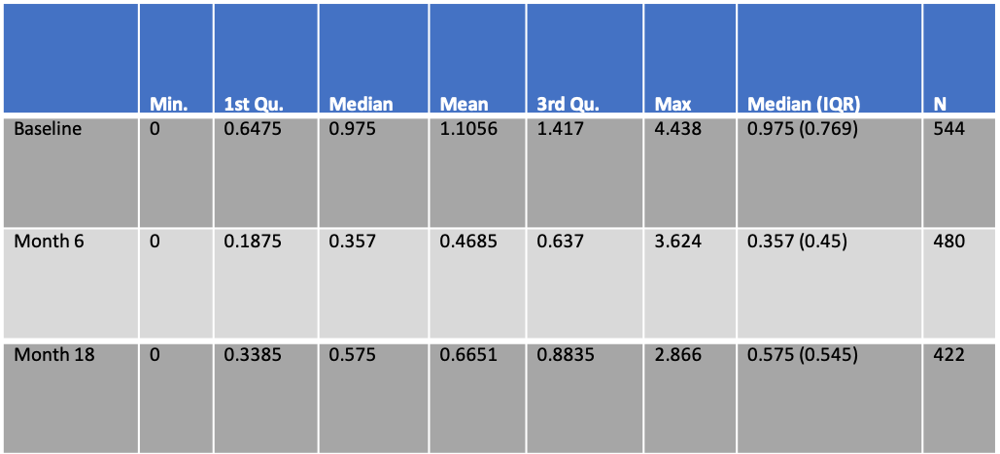 Min. 1st Qu. Median Mean 3rd Qu. Max Median (IQR) N
Baseline 0 0.6475 0.975 1.1056 1.417 4.438 0.975 (0.769) 544
Month 6 0 0.1875 0.357 0.4685 0.637 3.624 0.357 (0.45) 480
Month 18 0 0.3385 0.575 0.6651 0.8835 2.866 0.575 (0.545) 422